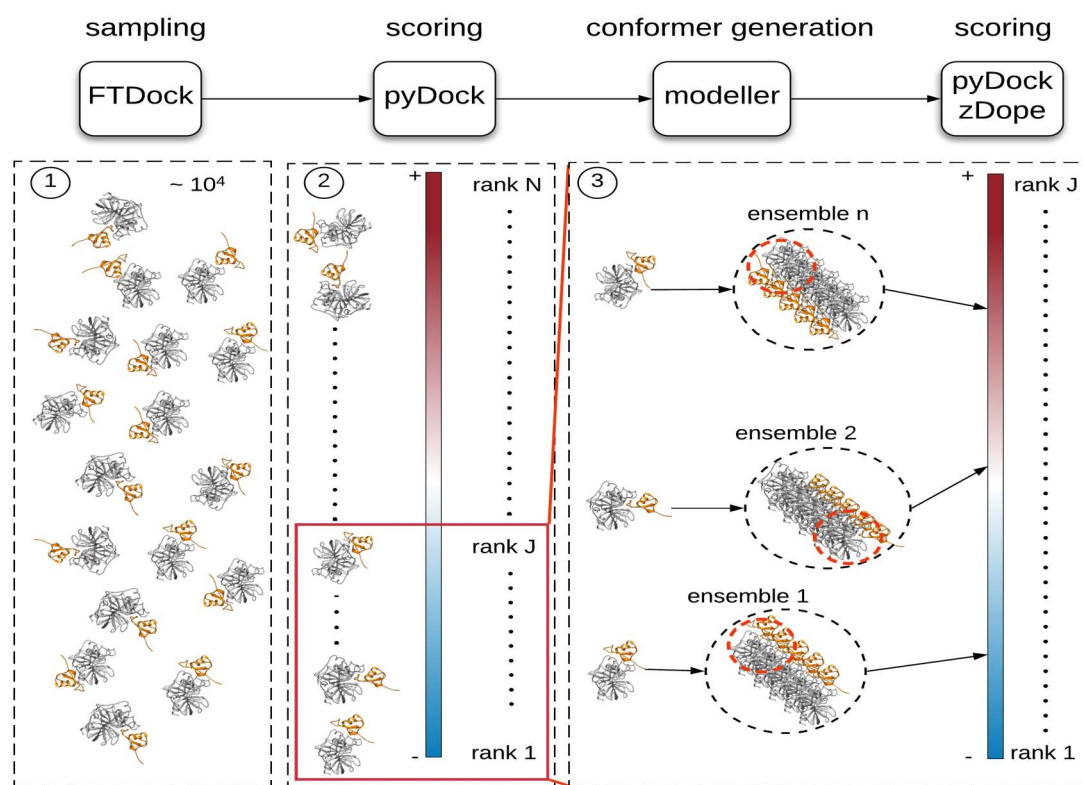 sampling
scoring
conformer generation
scoring
FTDock
pyDock
modeller
pyDock
zDope
1
~ 10⁴
2
+
rank N
rank J
-
rank 1
3
+
rank J
ensemble n
ensemble 2
ensemble 1
-
rank 1